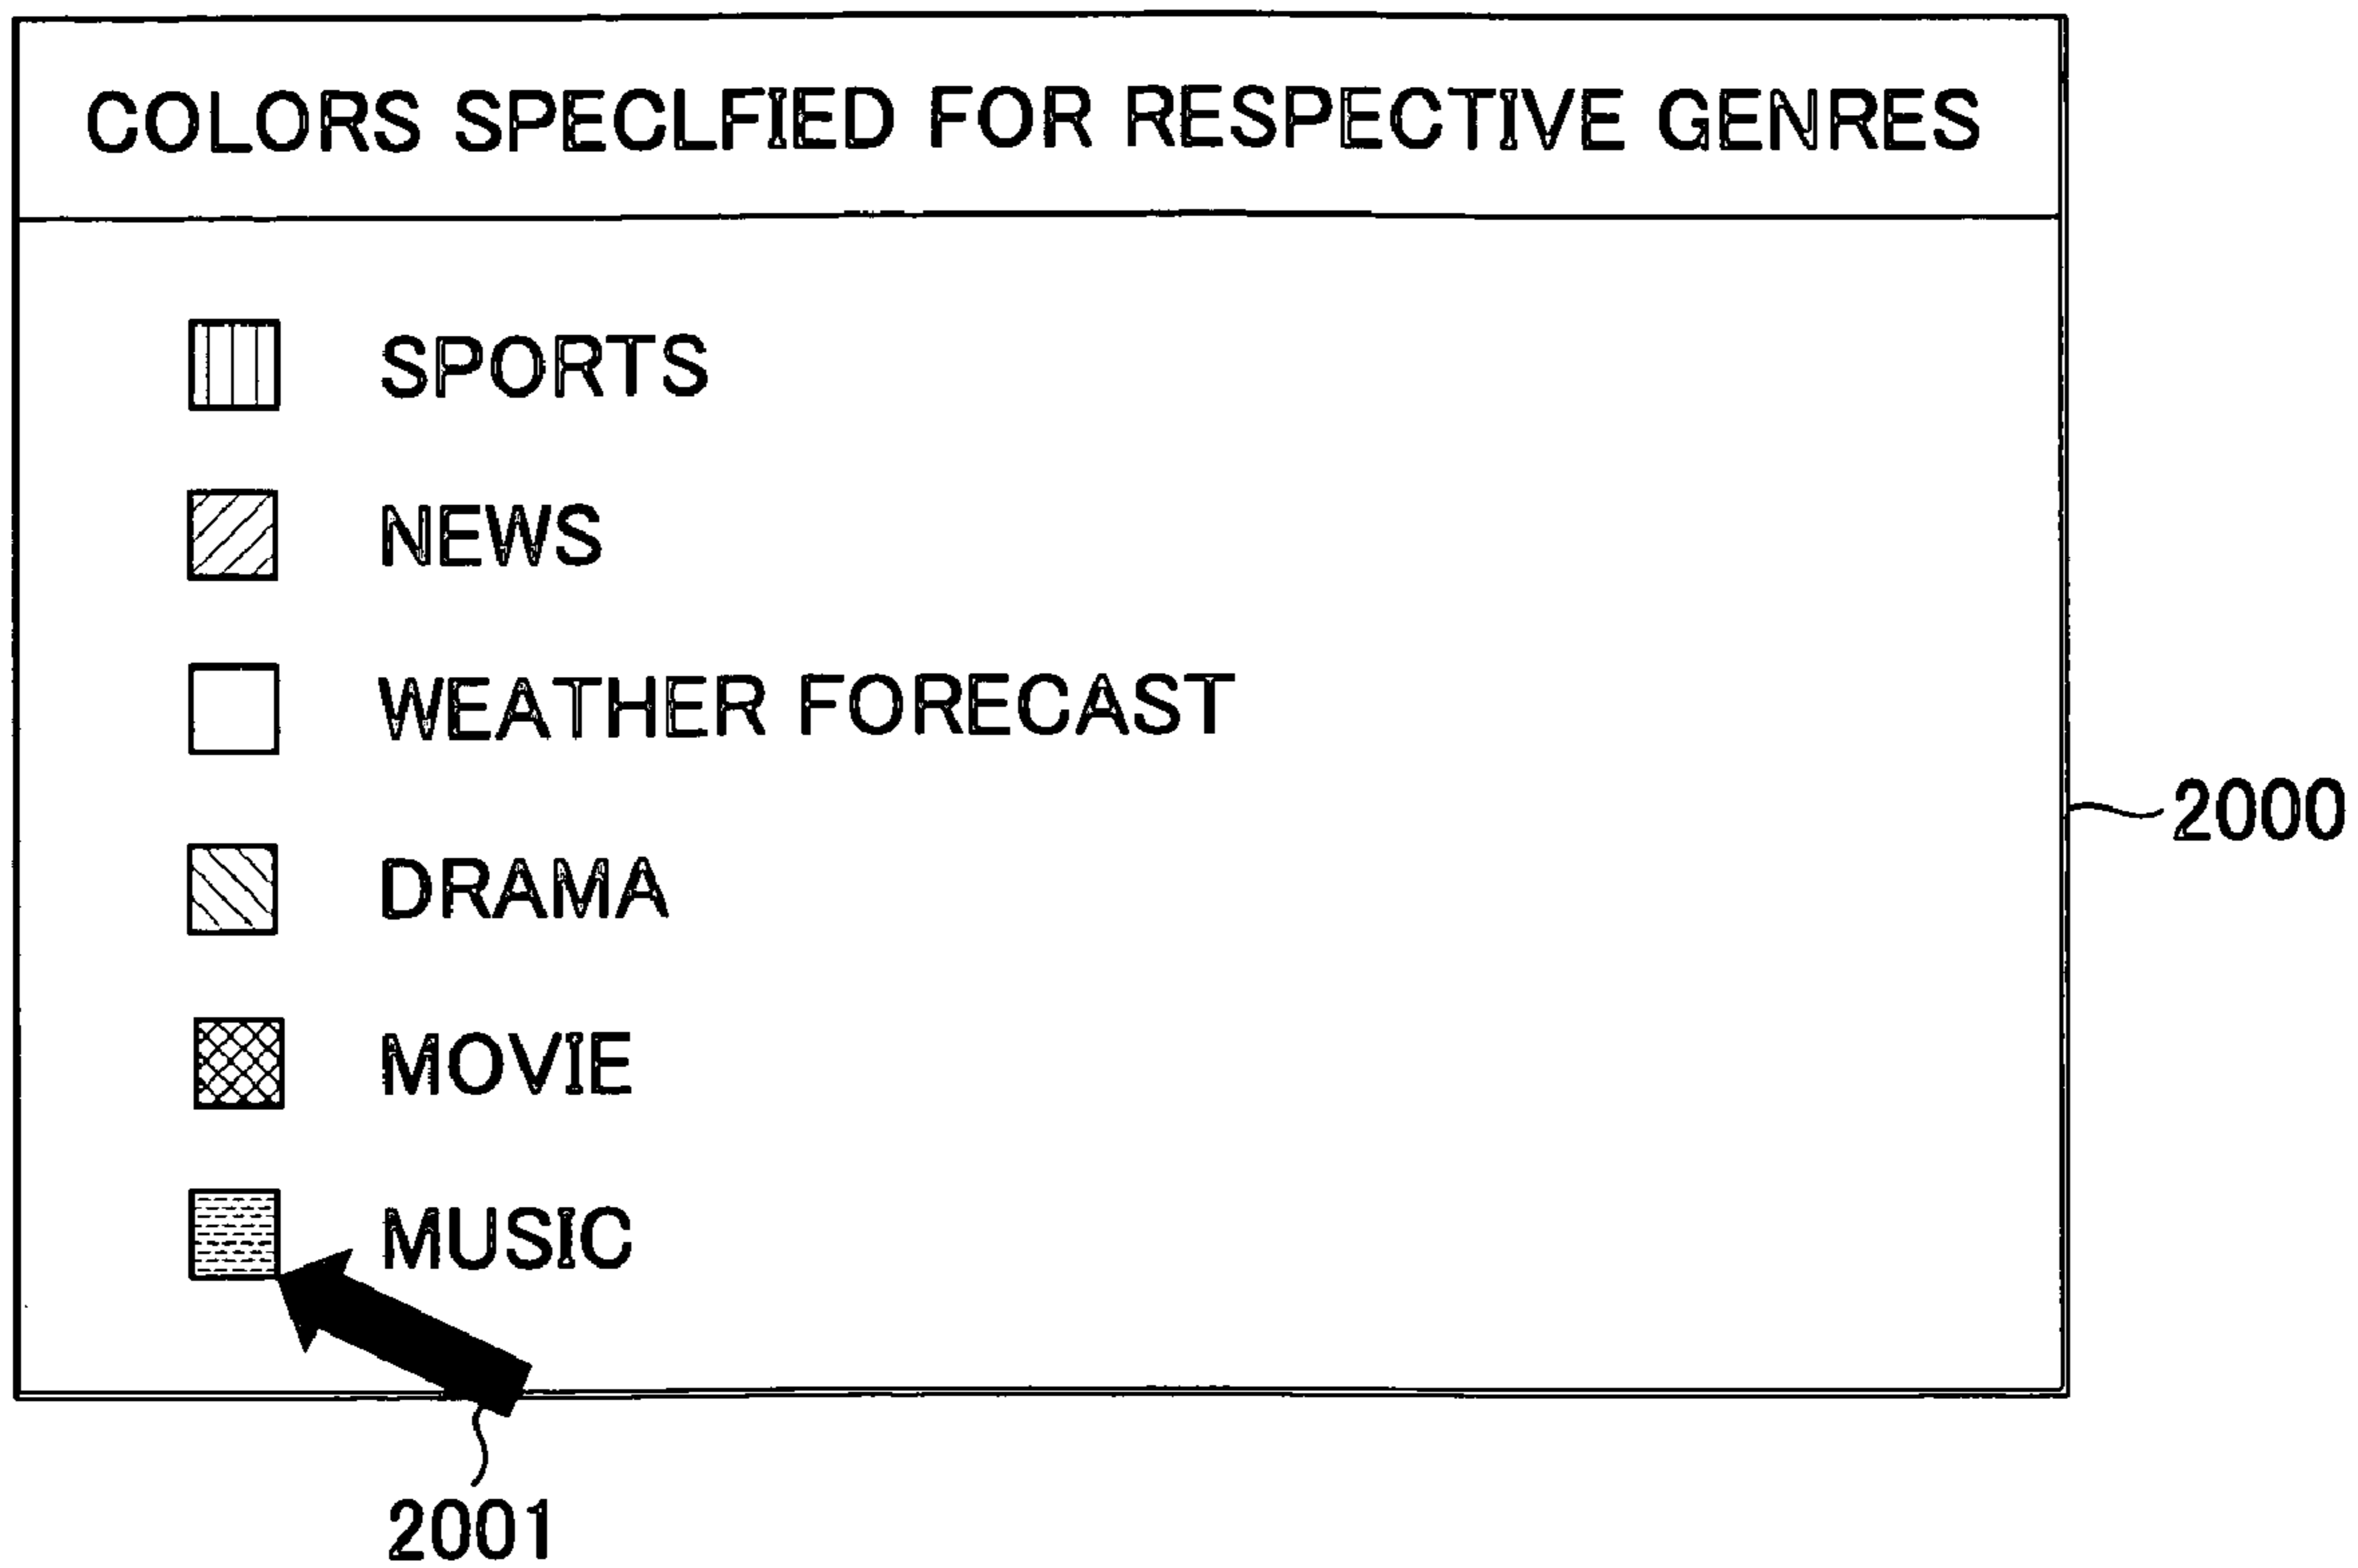 COLORS SPECLFIED FOR RESPECTIVE GENRES
SPORTS
NEWS
WEATHER FORECAST
2000
DRAMA
MOVIE
MUSIC
2001